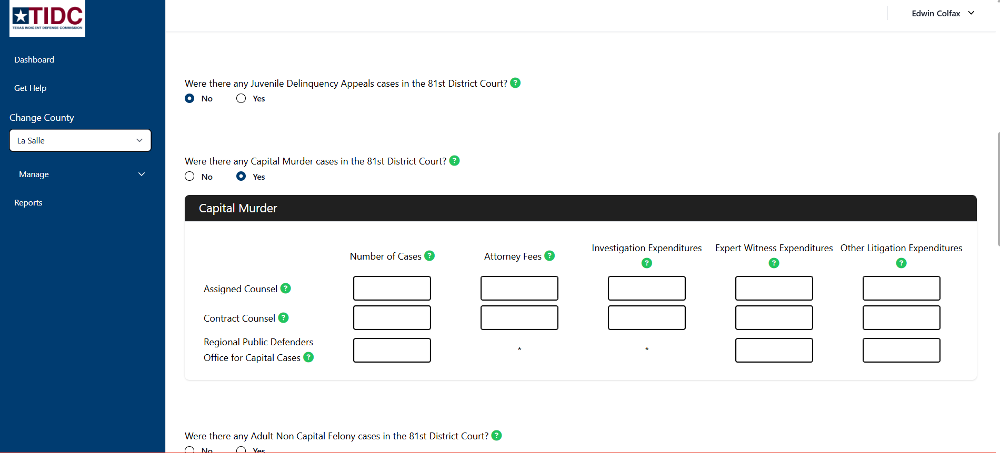 TIDC
TEXAS INDIGENT DEFENSE COMMISSION
Edwin Colfax
Dashboard
Get Help
Change County
La Salle
Manage
Reports
Were there any Juvenile Delinquency Appeals cases in the 81st District Court? ?
No Yes
Were there any Capital Murder cases in the 81st District Court? ?
No Yes
Capital Murder
Number of Cases ? Attorney Fees ? Investigation Expenditures ? Expert Witness Expenditures ? Other Litigation Expenditures ?
Assigned Counsel ?
Contract Counsel ?
Regional Public Defenders
Office for Capital Cases ? * *
Were there any Adult Non Capital Felony cases in the 81st District Court? ?
No Yes